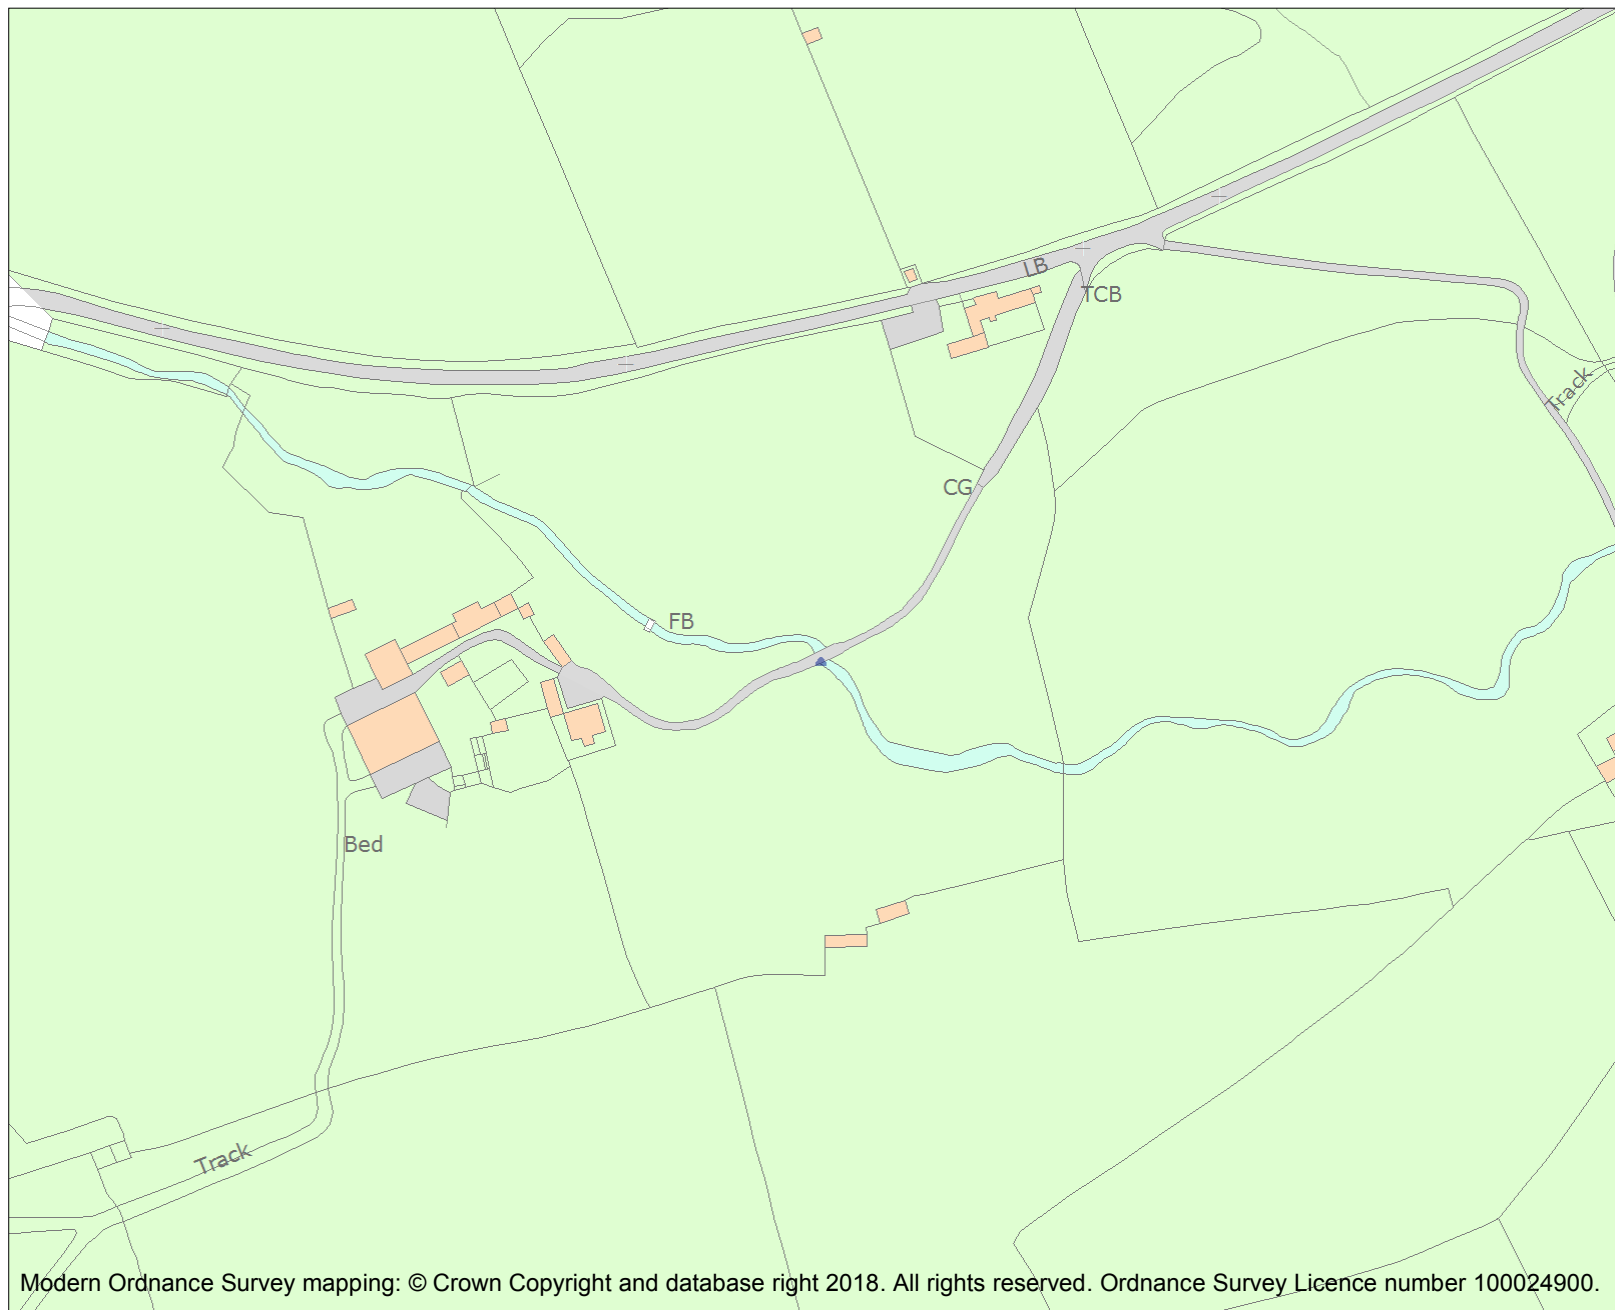 LB
TCB
Track
CG
FB
Bed
Track
Modern Ordnance Survey mapping: © Crown Copyright and database right 2018. All rights reserved. Ordnance Survey Licence number 100024900.